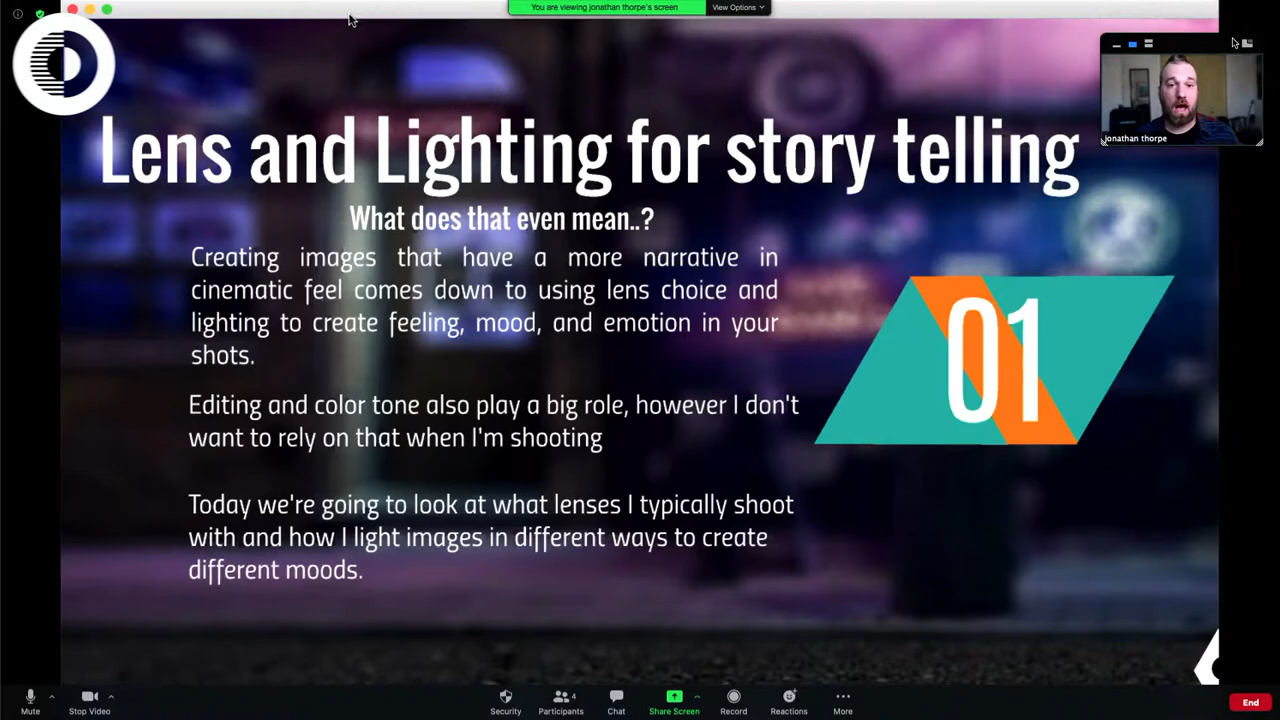 You are viewing jonathan thorpe's screen
View Options
jonathan thorpe
Lens and Lighting for story telling
What does that even mean..?
Creating images that have a more narrative in
cinematic feel comes down to using lens choice and
lighting to create feeling, mood, and emotion in your
shots.
01
Editing and color tone also play a big role, however I don't
want to rely on that when I'm shooting
Today we're going to look at what lenses I typically shoot
with and how I light images in different ways to create
different moods.
Mute
Stop Video
Security
Participants
4
Chat
Share Screen
Record
Reactions
More
End